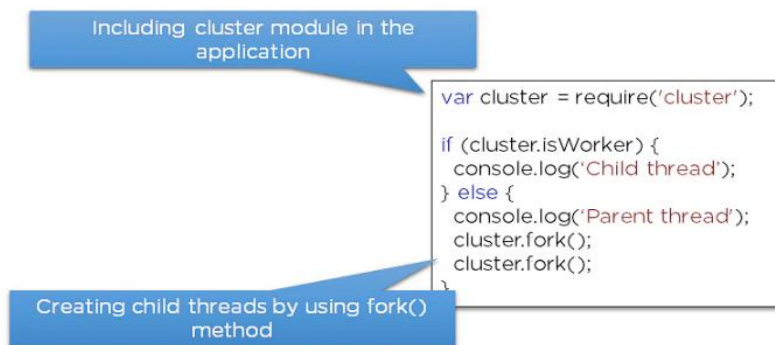 Including cluster module in the
application
var cluster = require('cluster');
if (cluster.isWorker) {
console.log(‘Child thread’);
} else {
console.log(‘Parent thread’);
cluster.fork();
cluster.fork();
}
Creating child threads by using fork()
method